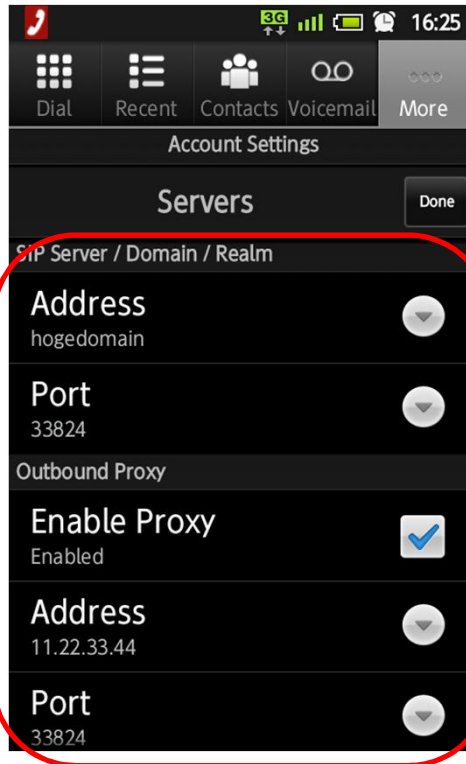 3G 16:25
Dial Recent Contacts Voicemail More
Account Settings
Servers Done
SIP Server / Domain / Realm
Address
hogedomain
Port
33824
Outbound Proxy
Enable Proxy
Enabled
Address
11.22.33.44
Port
33824